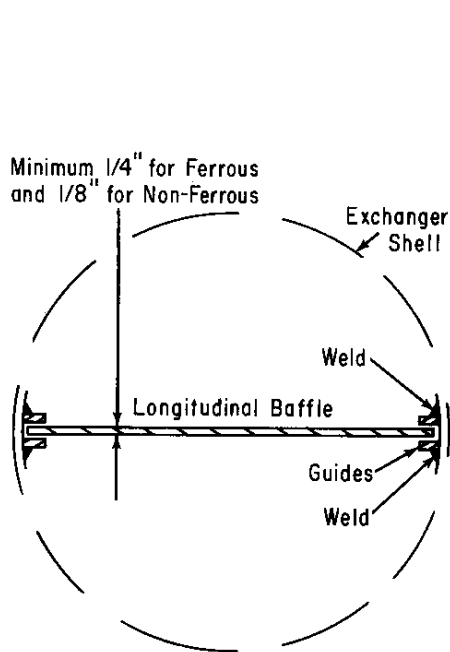 Minimum 1/4" for Ferrous
and 1/8" for Non-Ferrous
Exchanger
Shell
Weld
Longitudinal Baffle
Guides
Weld